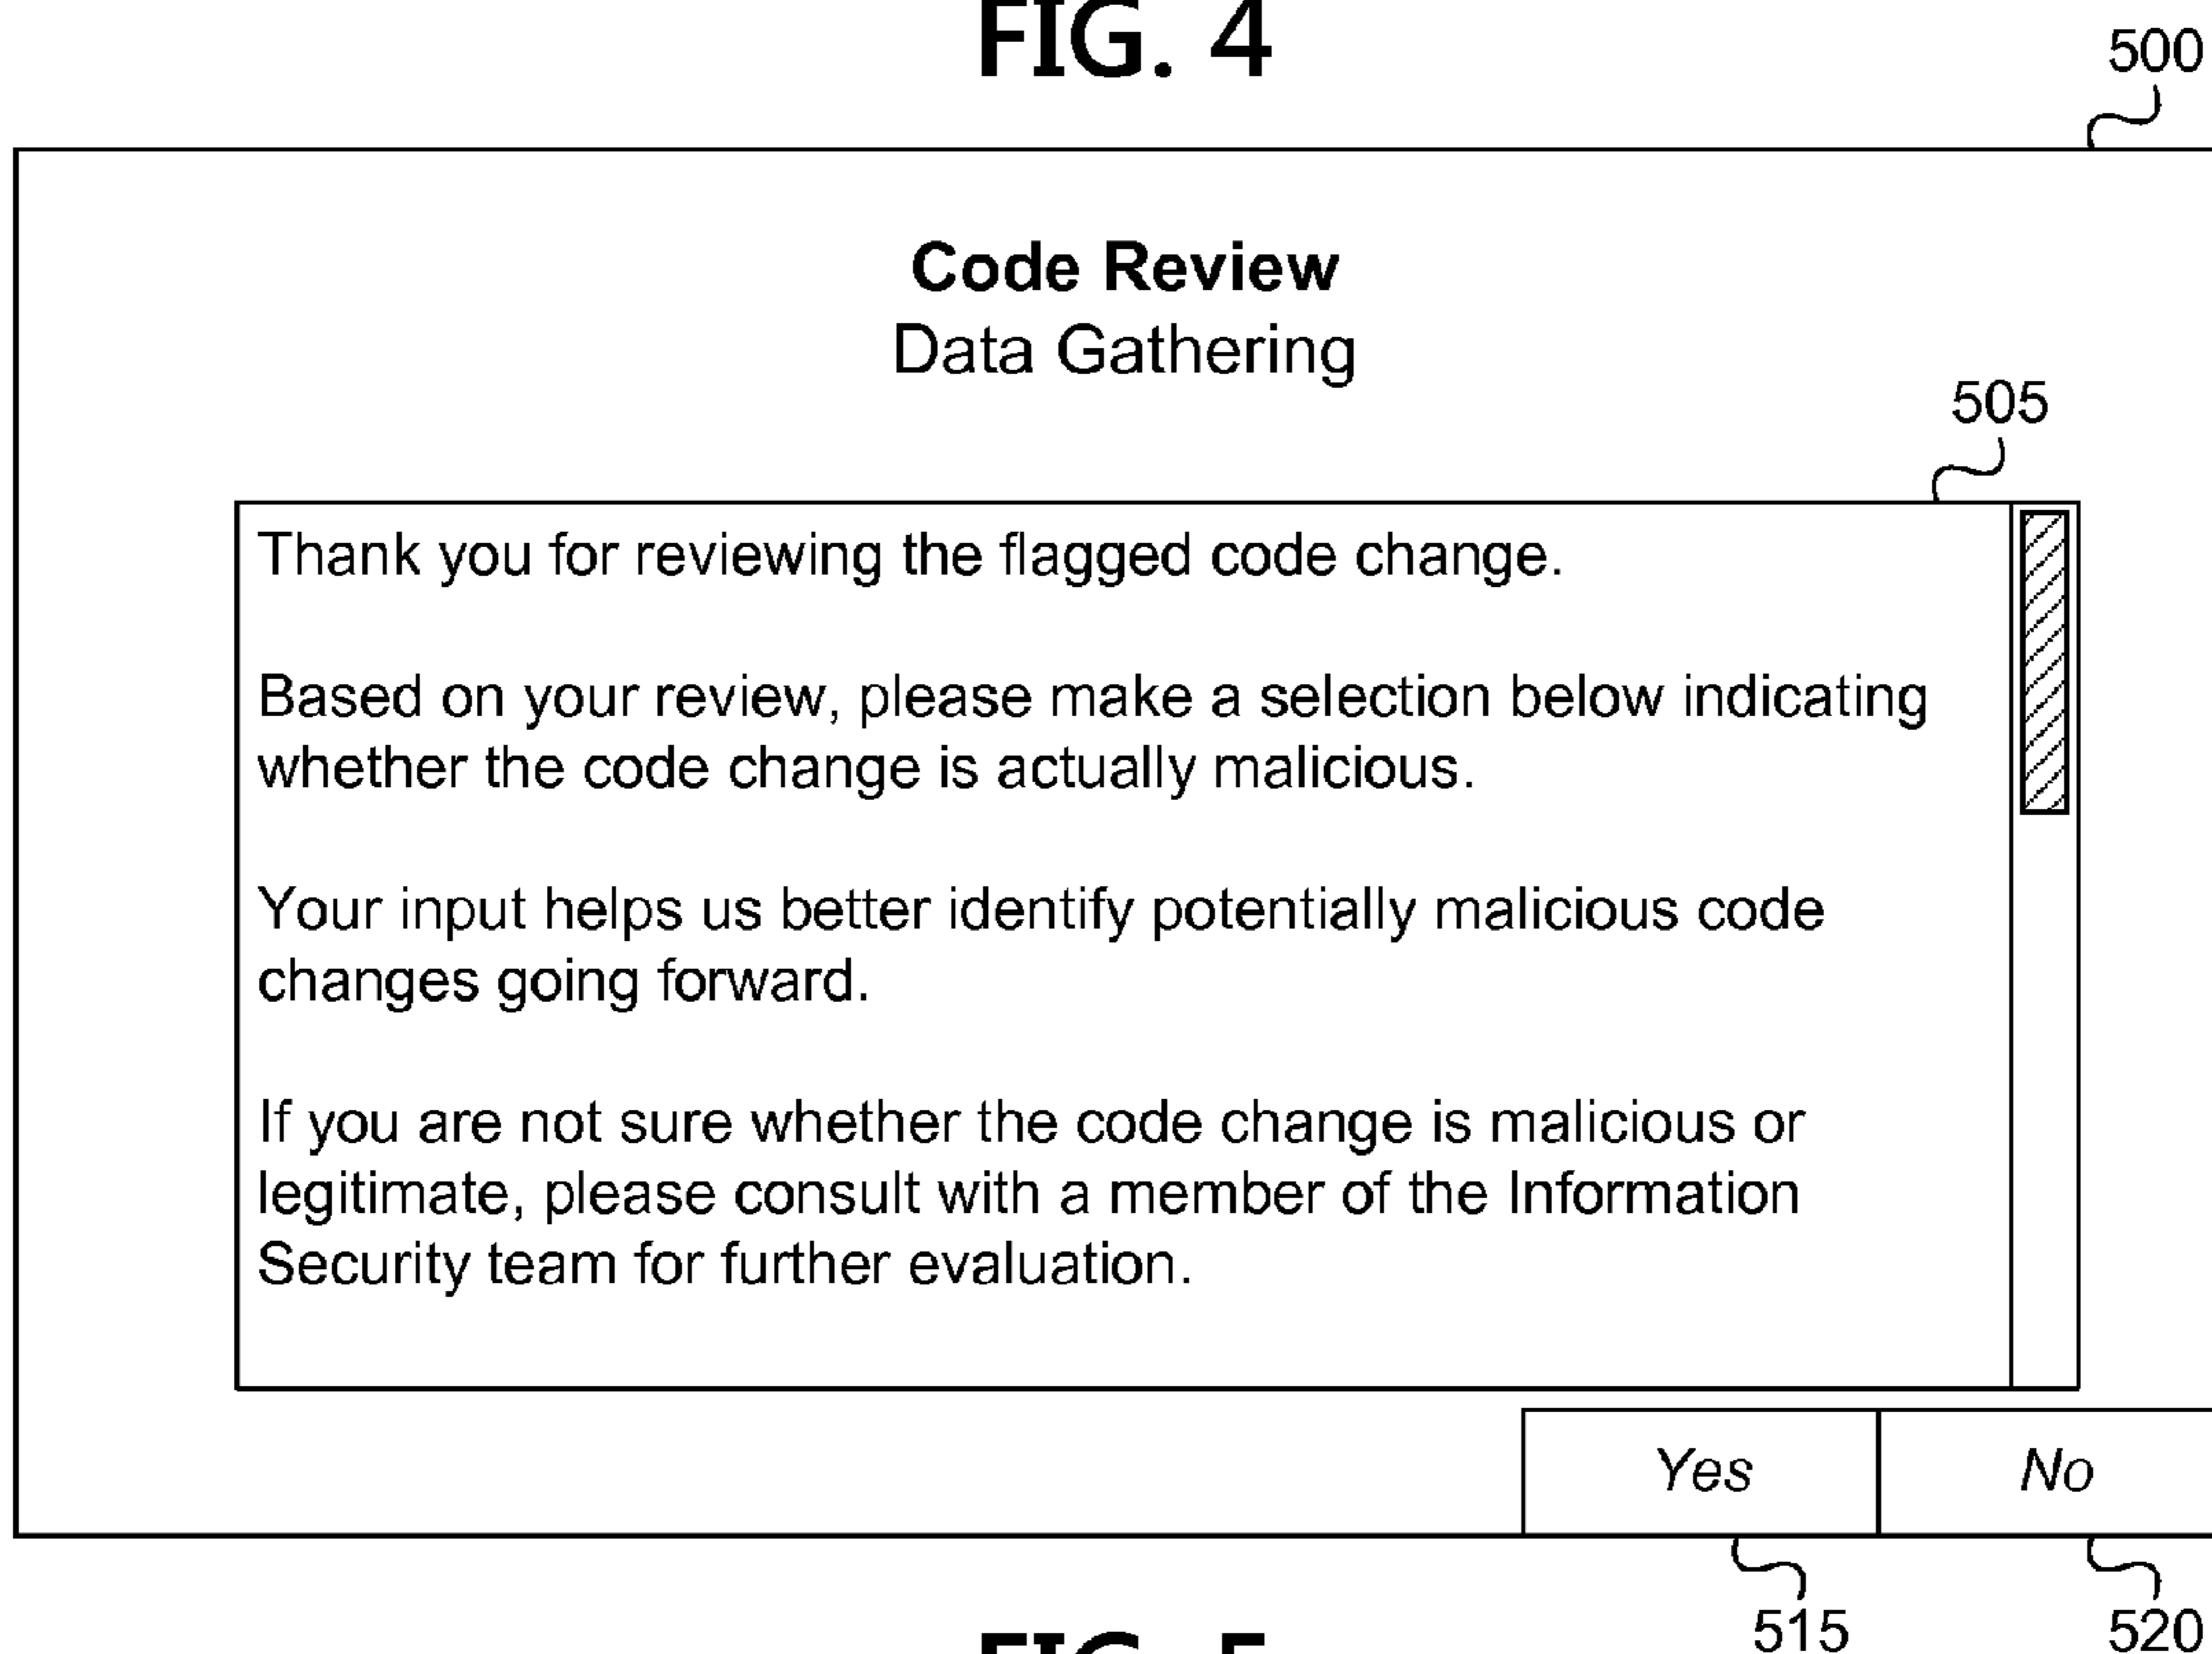 FIG. 4
500
Code Review
Data Gathering
505
Thank you for reviewing the flagged code change.
Based on your review, please make a selection below indicating
whether the code change is actually malicious.
Your input helps us better identify potentially malicious code
changes going forward.
If you are not sure whether the code change is malicious or
legitimate, please consult with a member of the Information
Security team for further evaluation.
Yes No
515 520